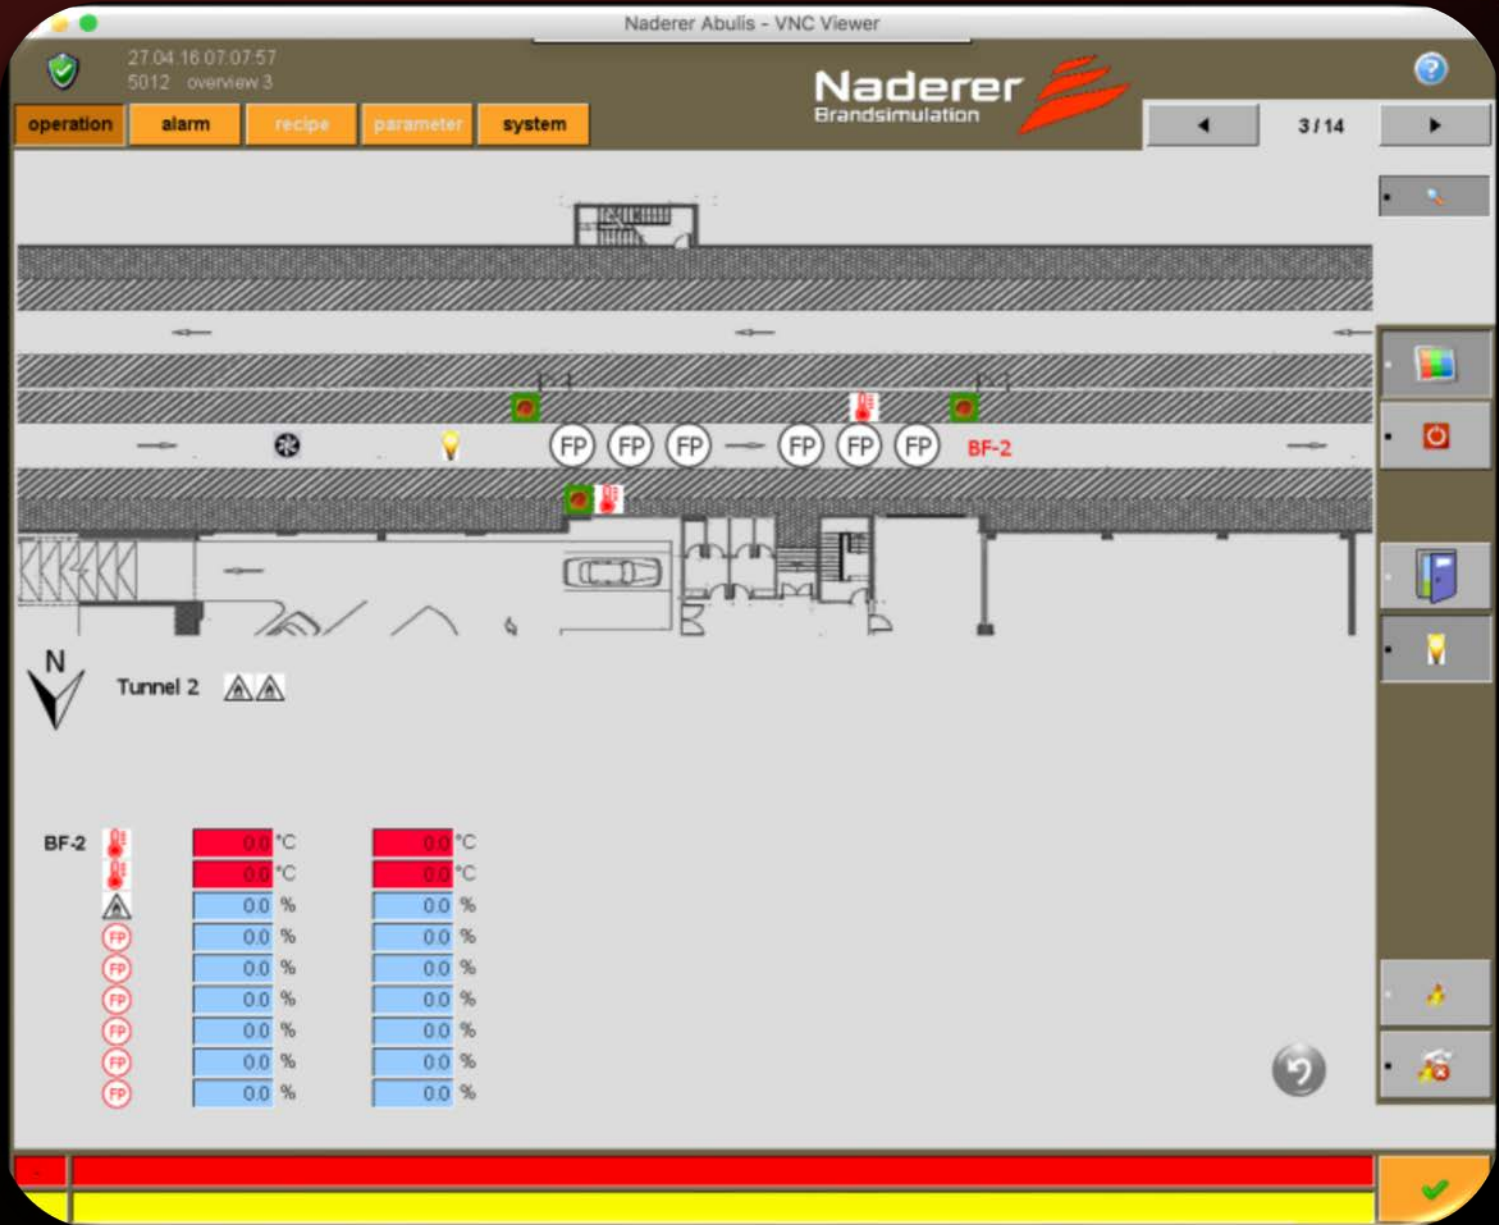 Naderer Abulis - VNC Viewer
27.04.16 07:07:57
5012 overview 3
Naderer
Brandsimulation
operation alarm recipe parameter system
3 / 14
FP FP FP FP FP FP BF-2
N
Tunnel 2
BF-2 0.0 °C 0.0 °C
0.0 °C 0.0 °C
0.0 % 0.0 %
FP 0.0 % 0.0 %
FP 0.0 % 0.0 %
FP 0.0 % 0.0 %
FP 0.0 % 0.0 %
FP 0.0 % 0.0 %
FP 0.0 % 0.0 %